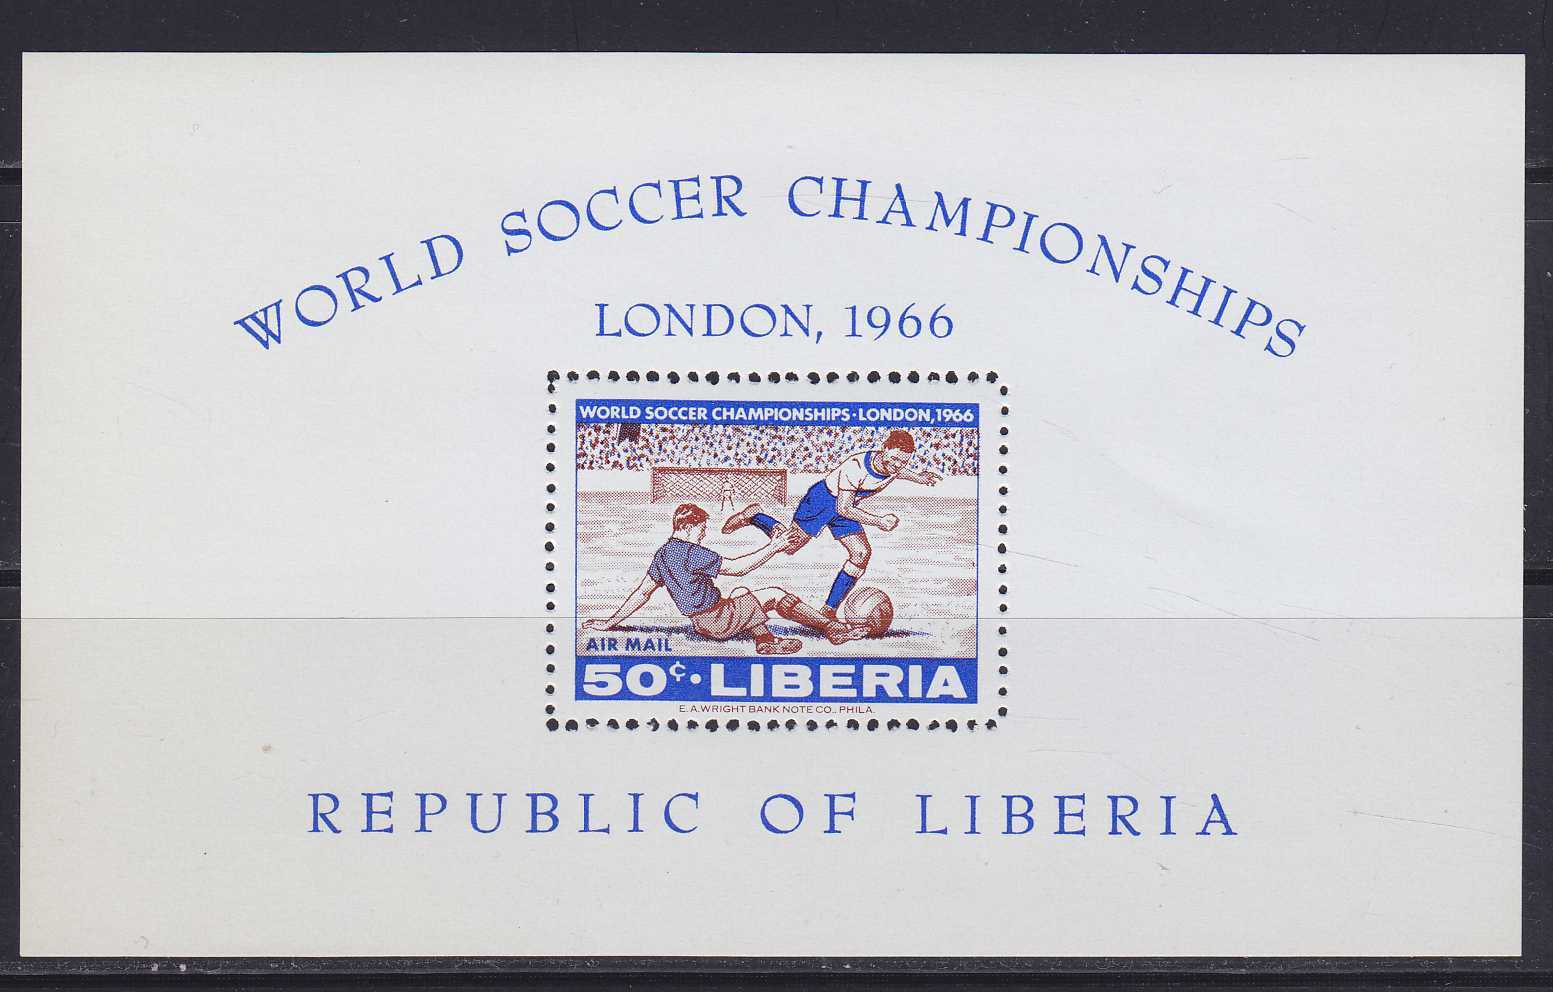 WORLD SOCCER CHAMPIONSHIPS
LONDON, 1966
WORLD SOCCER CHAMPIONSHIPS · LONDON, 1966
AIR MAIL
50¢ · LIBERIA
E. A. WRIGHT BANK NOTE CO., PHILA.
REPUBLIC OF LIBERIA